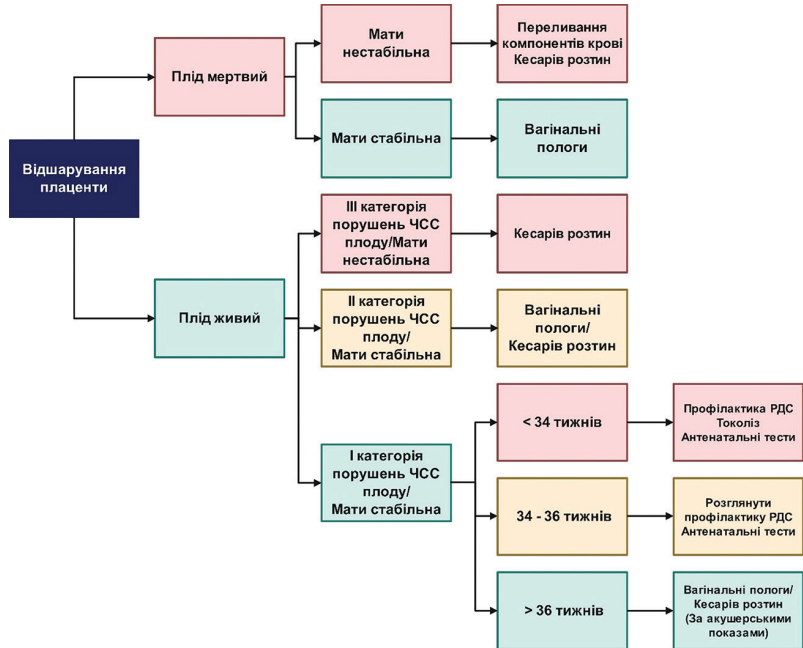 Відшарування
плаценти
Плід мертвий
Мати
нестабільна
Переливання
компонентів крові
Кесарів розтин
Мати стабільна
Вагінальні
пологи
Плід живий
III категорія
порушень ЧСС
плоду/Мати
нестабільна
Кесарів розтин
II категорія
порушень ЧСС
плоду/
Мати стабільна
Вагінальні
пологи/
Кесарів розтин
I категорія
порушень ЧСС
плоду/
Мати стабільна
< 34 тижнів
Профілактика РДС
Токоліз
Антенатальні тести
34 - 36 тижнів
Розглянути
профілактику РДС
Антенатальні тести
> 36 тижнів
Вагінальні пологи/
Кесарів розтин
(За акушерськими
показами)